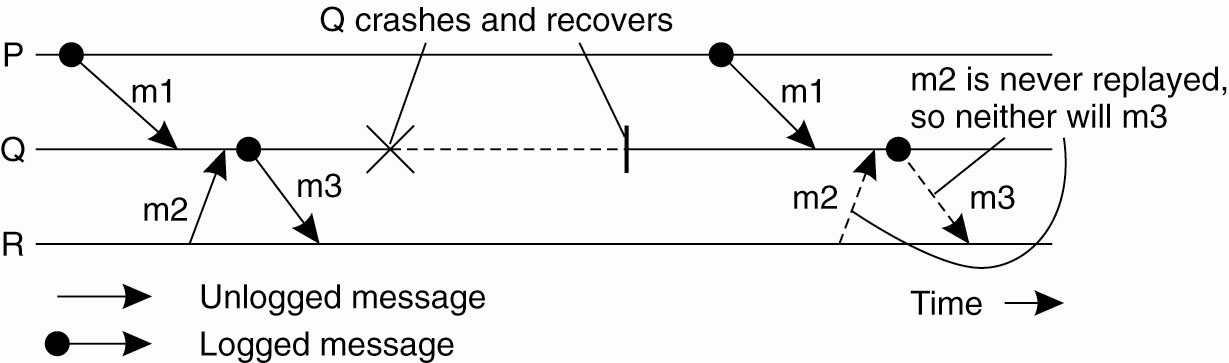 Q crashes and recovers
P
m1
m1
m2 is never replayed,
so neither will m3
Q
m2
m3
m2
m3
R
Unlogged message
Time
Logged message